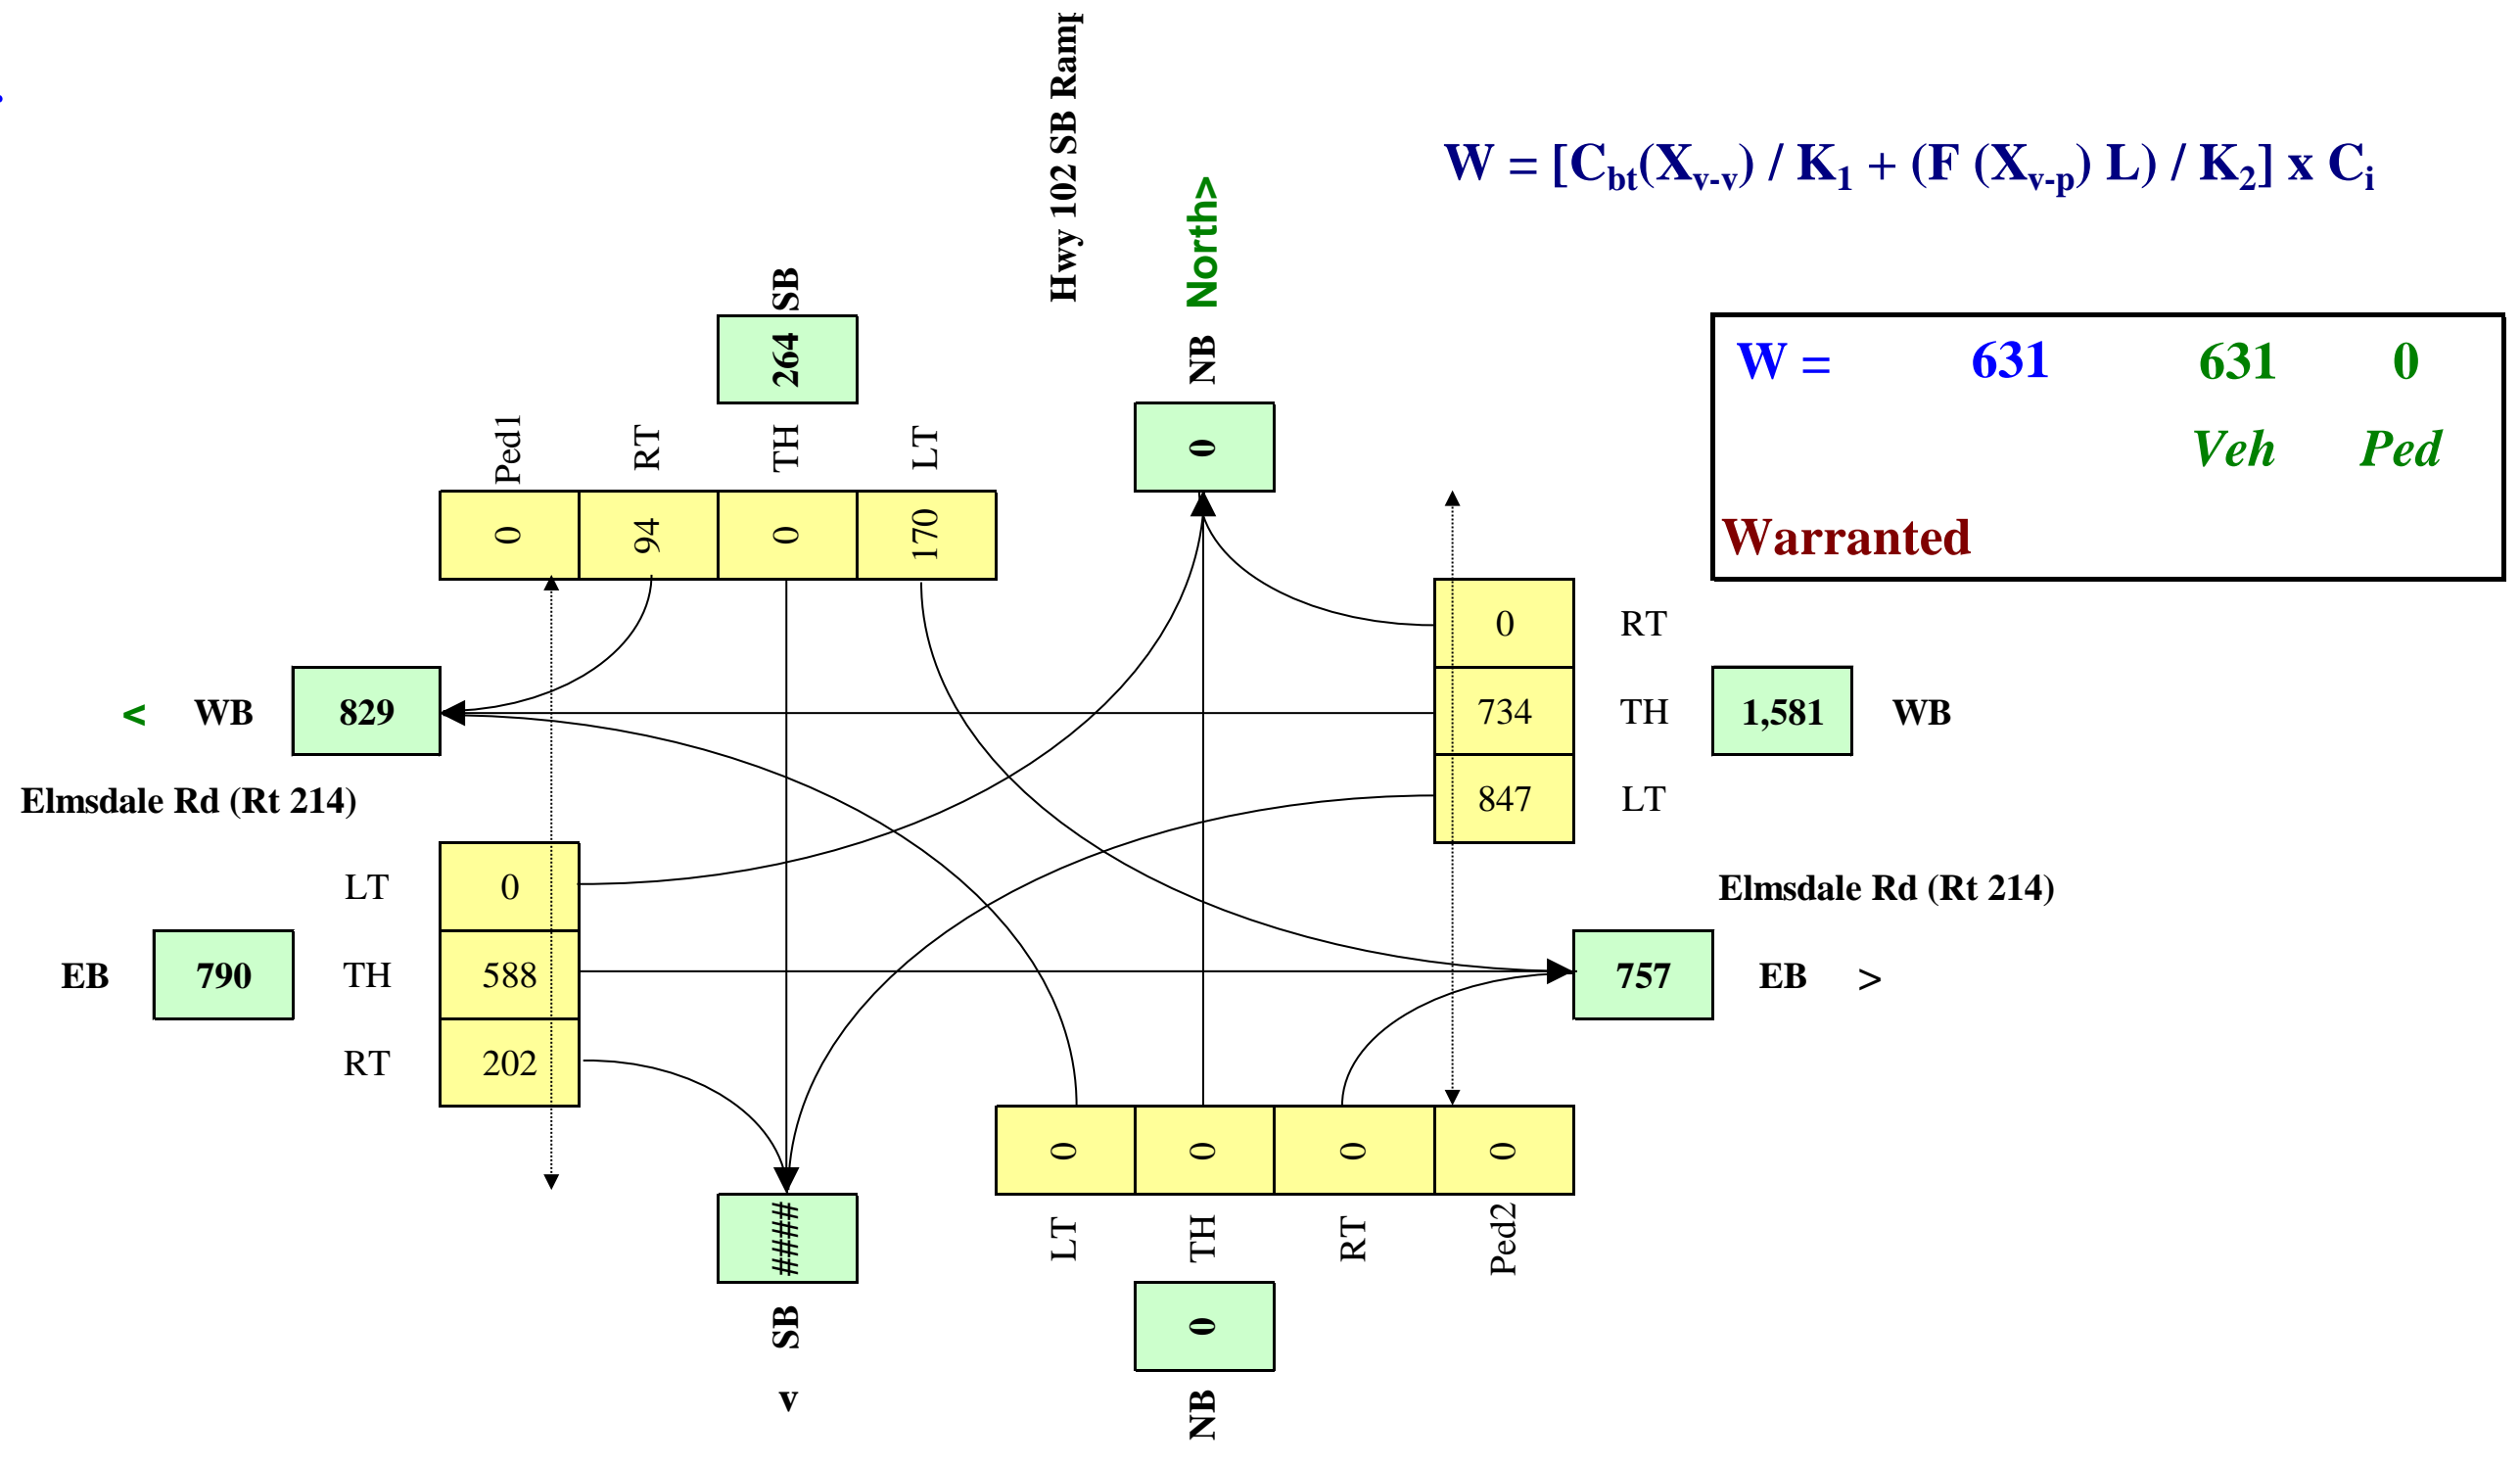 Hwy 102 SB Ramp
North>
W = [Cbt(Xv-v) / K1 + (F (Xv-p) L) / K2] x Ci
SB
264
NB
0
W = 631 631 0
Veh Ped
Warranted
Ped1 RT TH LT
0 94 0 170
0 RT
< WB 829
734 TH 1,581 WB
847 LT
Elmsdale Rd (Rt 214)
Elmsdale Rd (Rt 214)
LT 0
EB 790 TH 588
757 EB >
RT 202
0 0 0 0
LT TH RT Ped2
####
SB
v
0
NB